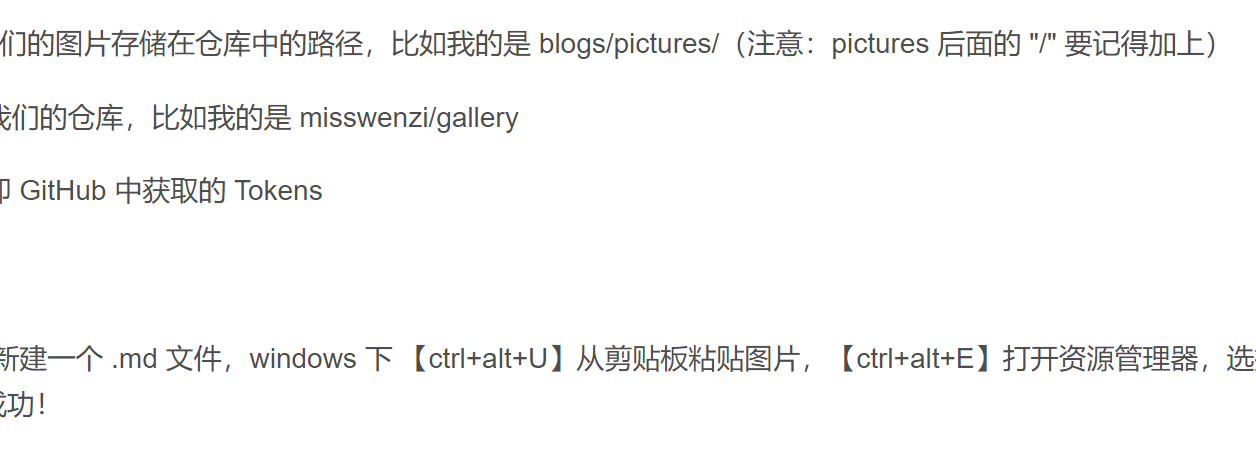 们的图片存储在仓库中的路径，比如我的是 blogs/pictures/（注意：pictures 后面的 "/" 要记得加上）
我们的仓库，比如我的是 misswenzi/gallery
即 GitHub 中获取的 Tokens
新建一个 .md 文件，windows 下 【ctrl+alt+U】从剪贴板粘贴图片，【ctrl+alt+E】打开资源管理器，选
成功！